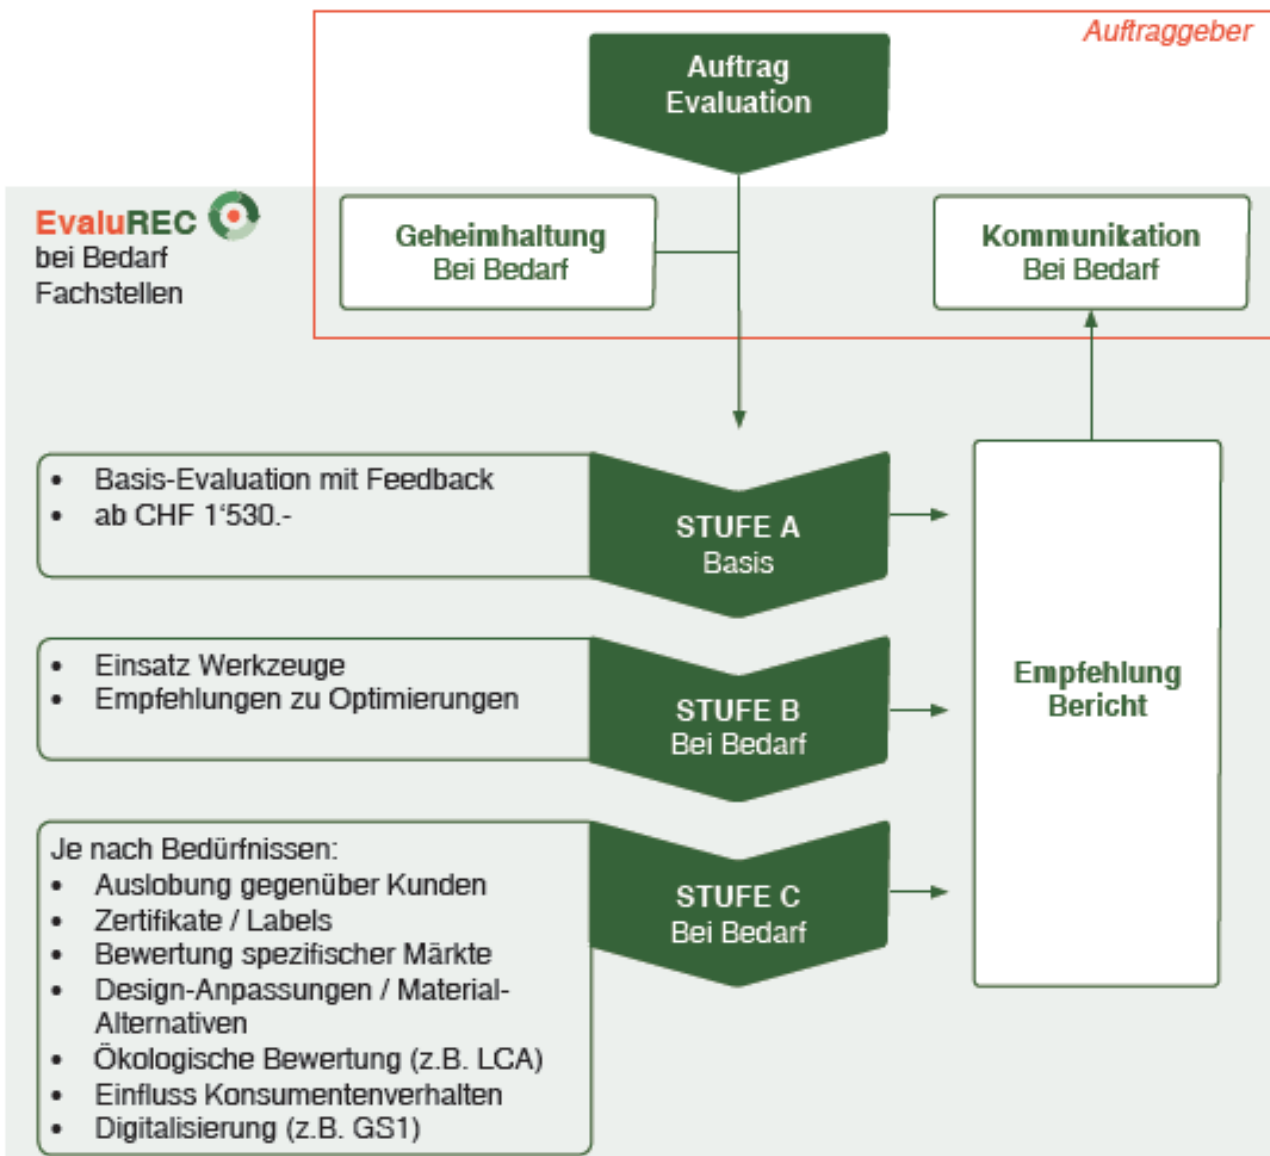 Auftraggeber
Auftrag
Evaluation
EvaluREC
bei Bedarf
Fachstellen
Geheimhaltung
Bei Bedarf
Kommunikation
Bei Bedarf
• Basis-Evaluation mit Feedback
• ab CHF 1‘530.-
STUFE A
Basis
• Einsatz Werkzeuge
• Empfehlungen zu Optimierungen
STUFE B
Bei Bedarf
Empfehlung
Bericht
Je nach Bedürfnissen:
• Auslobung gegenüber Kunden
• Zertifikate / Labels
• Bewertung spezifischer Märkte
• Design-Anpassungen / Material-
Alternativen
• Ökologische Bewertung (z.B. LCA)
• Einfluss Konsumentenverhalten
• Digitalisierung (z.B. GS1)
STUFE C
Bei Bedarf